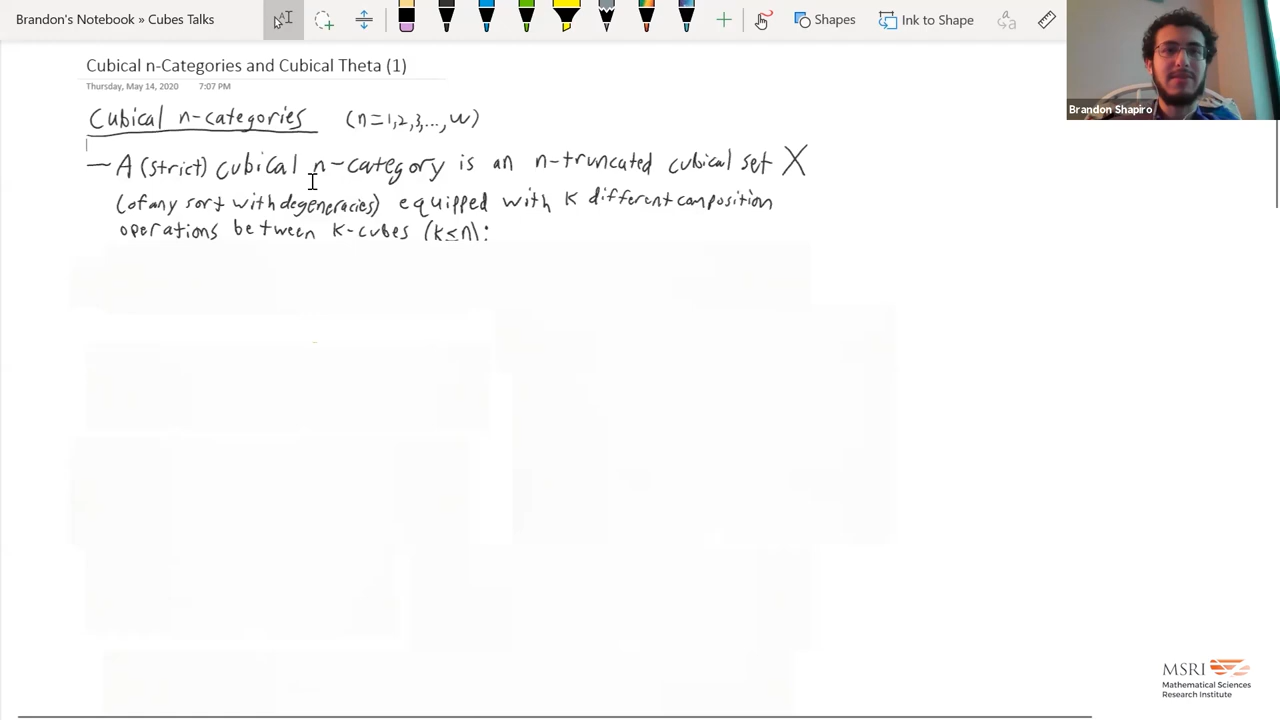 Brandon's Notebook » Cubes Talks
Shapes
Ink to Shape
Cubical n-Categories and Cubical Theta (1)
Thursday, May 14, 2020 7:07 PM
Cubical n-categories (n=1,2,3,...,ω)
— A (strict) cubical n-category is an n-truncated cubical set X
(of any sort with degeneracies) equipped with k different composition
operations between k-cubes (k≤n):
Brandon Shapiro
MSRI
Mathematical Sciences
Research Institute